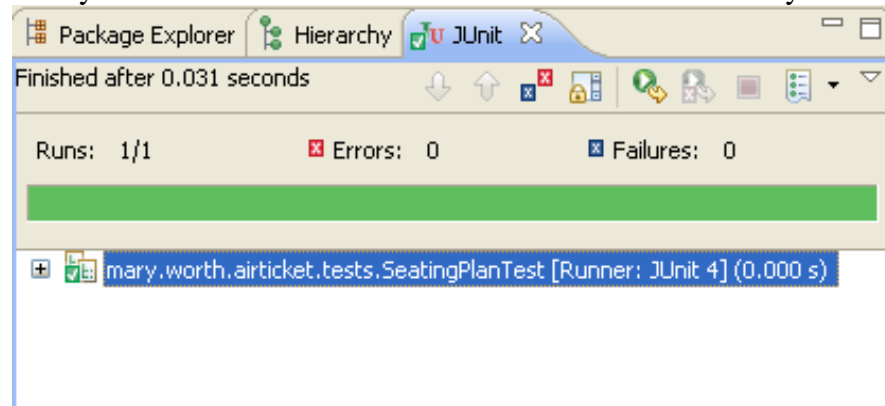 Package Explorer Hierarchy JUnit
Finished after 0.031 seconds
Runs: 1/1 Errors: 0 Failures: 0
mary.worth.airticket.tests.SeatingPlanTest [Runner: JUnit 4] (0.000 s)